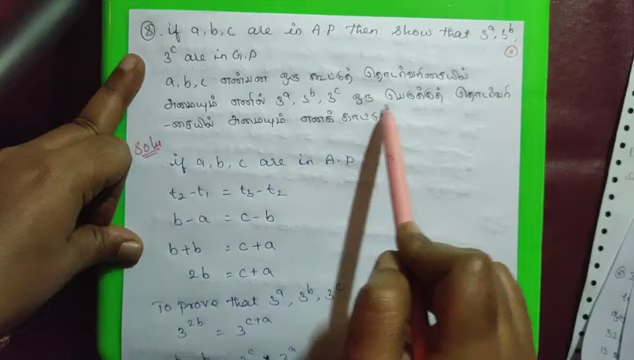 ⑧. if a, b, c are in A.P then show that 3ᵃ, 3ᵇ,
3ᶜ are in G.P
a, b, c என்பன ஒரு கூட்டுத் தொடர்வரிசையில்
அமையும் எனில் 3ᵃ, 3ᵇ, 3ᶜ ஒரு பெருக்குத் தொடர்வரி
-சையில் அமையும் எனக்
Solu
if a, b, c are in A.P
t₂-t₁ = t₃-t₂
b-a = c-b
b+b = c+a
2b = c+a
To prove that 3ᵃ, 3ᵇ, 3ᶜ
3²ᵇ = 3ᶜ⁺ᵃ